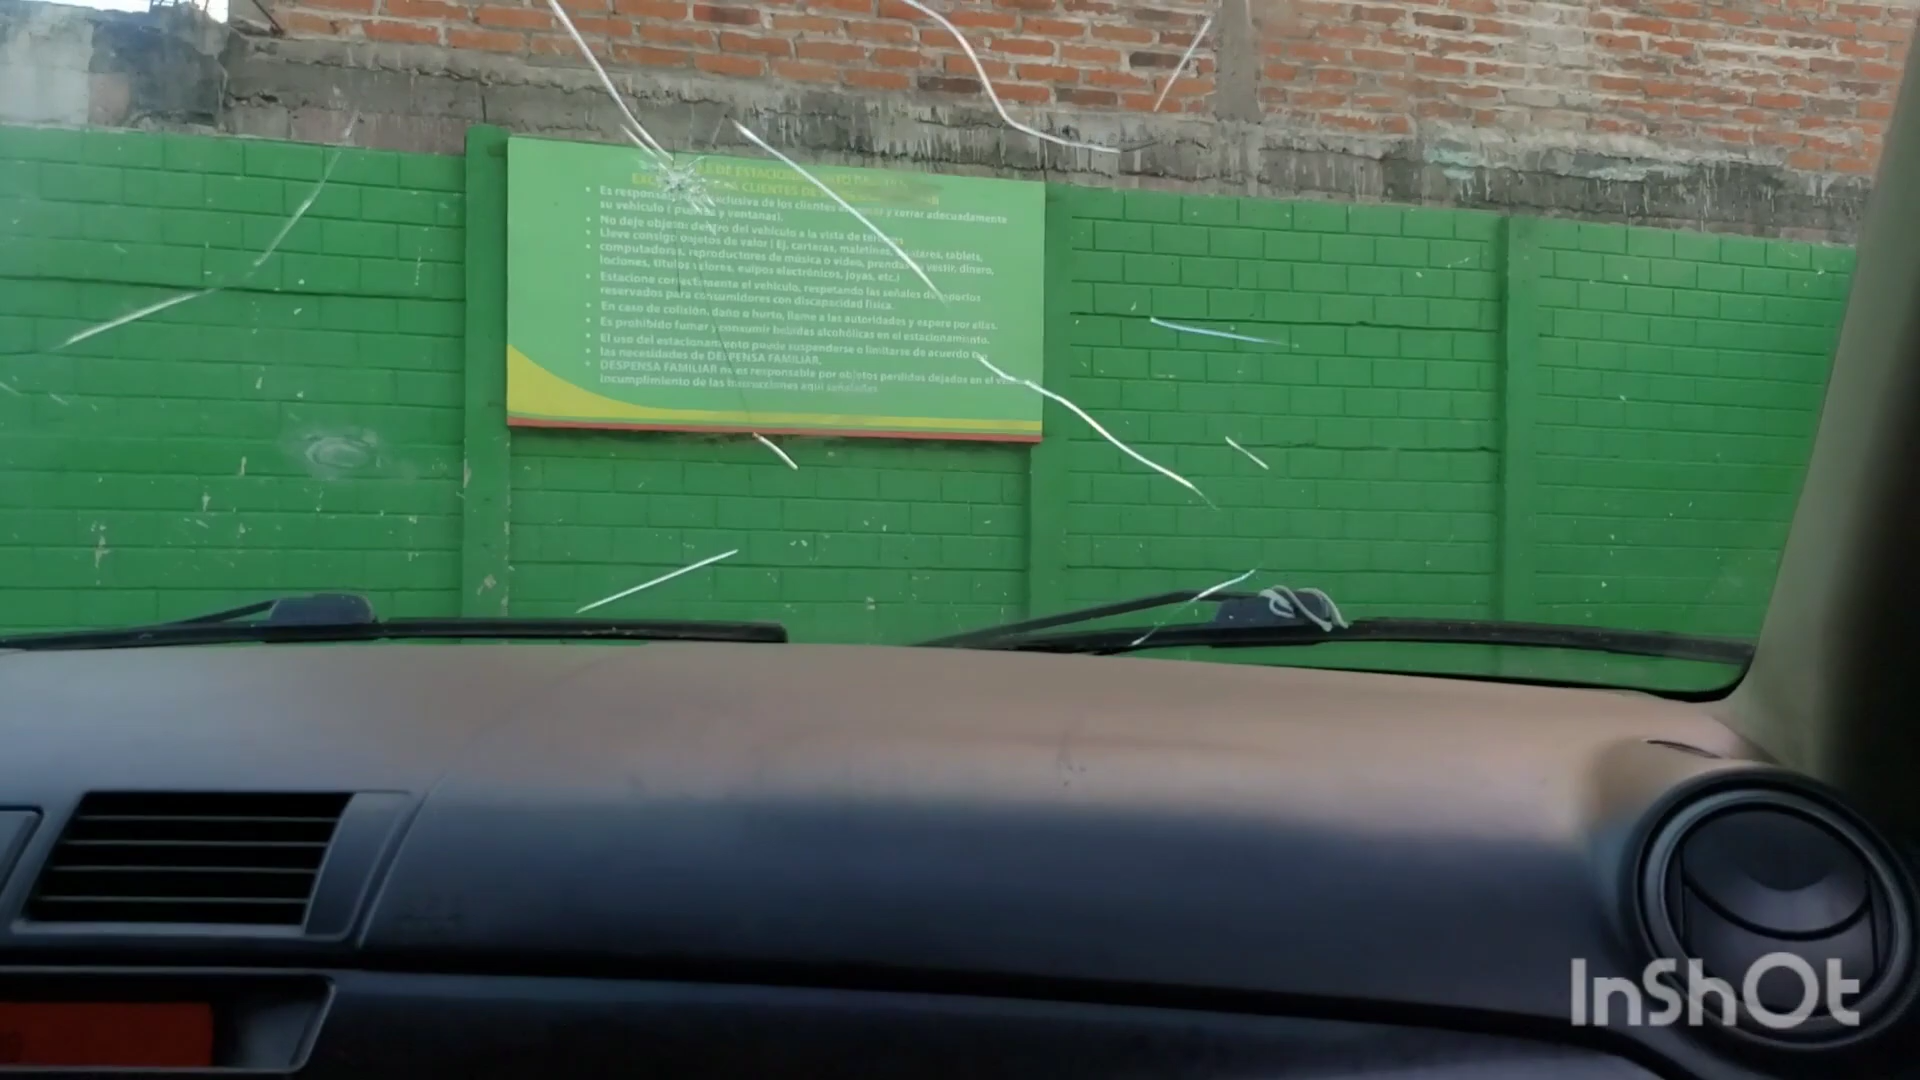 DE ESTACIONAMIENTO
CLIENTES DE
• Es responsabilidad exclusiva de los clientes y cerrar adecuadamente
su vehículo ( puertas y ventanas).
• No deje objetos dentro del vehículo a la vista de terceros
• Lleve consigo objetos de valor ( Ej. carteras, maletines, tablets,
• computadoras, reproductores de música o video, prendas de vestir, dinero,
lociones, títulos valores, equipos electrónicos, joyas, etc.)
• Estacione correctamente el vehículo, respetando las señales de espacios
reservados para consumidores con discapacidad física.
• En caso de colisión, daño o hurto, llame a las autoridades y espere por ellas.
• Es prohibido fumar y consumir bebidas alcohólicas en el estacionamiento.
• El uso del estacionamiento puede suspenderse o limitarse de acuerdo con
• las necesidades de DESPENSA FAMILIAR.
• DESPENSA FAMILIAR no es responsable por objetos perdidos dejados en el
incumplimiento de las instrucciones aquí señaladas
InShOt